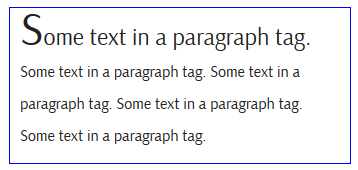 Some text in a paragraph tag.
Some text in a paragraph tag. Some text in a
paragraph tag. Some text in a paragraph tag.
Some text in a paragraph tag.